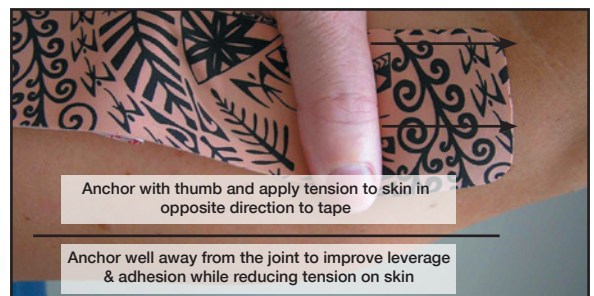 Anchor with thumb and apply tension to skin in
opposite direction to tape
Anchor well away from the joint to improve leverage
& adhesion while reducing tension on skin